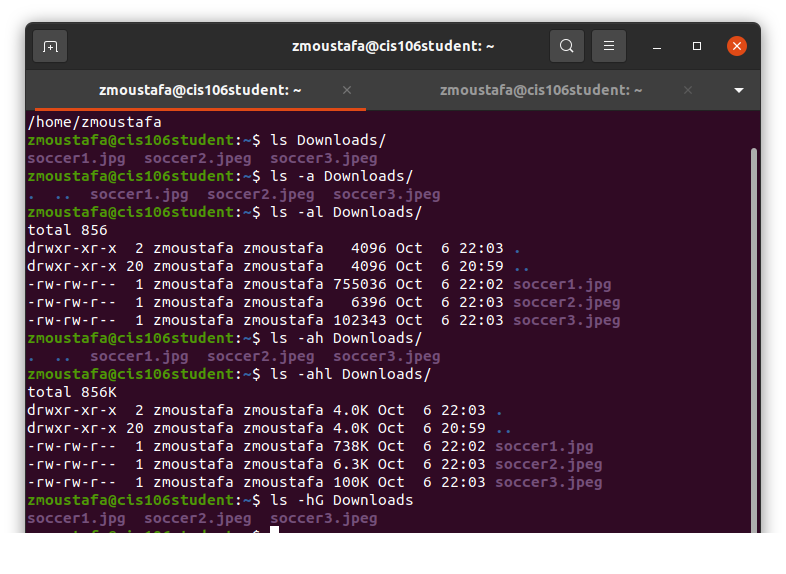 zmoustafa@cis106student: ~
zmoustafa@cis106student: ~ zmoustafa@cis106student: ~
/home/zmoustafa
zmoustafa@cis106student:~$ ls Downloads/
soccer1.jpg  soccer2.jpeg  soccer3.jpeg
zmoustafa@cis106student:~$ ls -a Downloads/
.  ..  soccer1.jpg  soccer2.jpeg  soccer3.jpeg
zmoustafa@cis106student:~$ ls -al Downloads/
total 856
drwxr-xr-x  2 zmoustafa zmoustafa   4096 Oct  6 22:03 .
drwxr-xr-x 20 zmoustafa zmoustafa   4096 Oct  6 20:59 ..
-rw-rw-r--  1 zmoustafa zmoustafa 755036 Oct  6 22:02 soccer1.jpg
-rw-rw-r--  1 zmoustafa zmoustafa   6396 Oct  6 22:03 soccer2.jpeg
-rw-rw-r--  1 zmoustafa zmoustafa 102343 Oct  6 22:03 soccer3.jpeg
zmoustafa@cis106student:~$ ls -ah Downloads/
.  ..  soccer1.jpg  soccer2.jpeg  soccer3.jpeg
zmoustafa@cis106student:~$ ls -ahl Downloads/
total 856K
drwxr-xr-x  2 zmoustafa zmoustafa 4.0K Oct  6 22:03 .
drwxr-xr-x 20 zmoustafa zmoustafa 4.0K Oct  6 20:59 ..
-rw-rw-r--  1 zmoustafa zmoustafa 738K Oct  6 22:02 soccer1.jpg
-rw-rw-r--  1 zmoustafa zmoustafa 6.3K Oct  6 22:03 soccer2.jpeg
-rw-rw-r--  1 zmoustafa zmoustafa 100K Oct  6 22:03 soccer3.jpeg
zmoustafa@cis106student:~$ ls -hG Downloads
soccer1.jpg  soccer2.jpeg  soccer3.jpeg